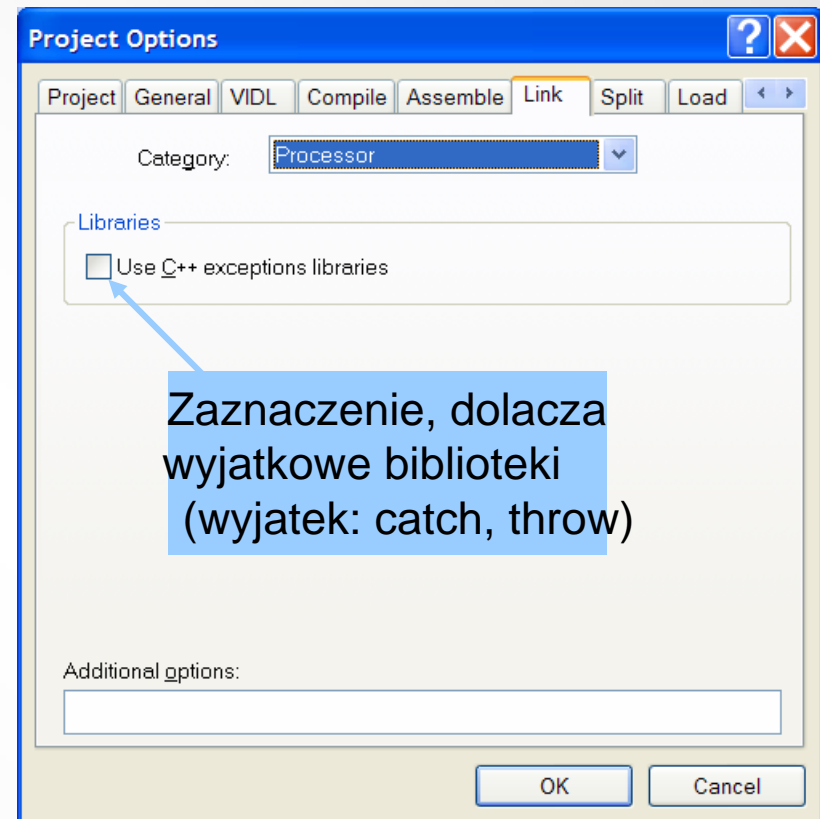 Project Options
Project General VIDL Compile Assemble Link Split Load
Category: Processor
Libraries
Use C++ exceptions libraries
Zaznaczenie, dolacza
wyjatkowe biblioteki
(wyjatek: catch, throw)
Additional options:
OK Cancel